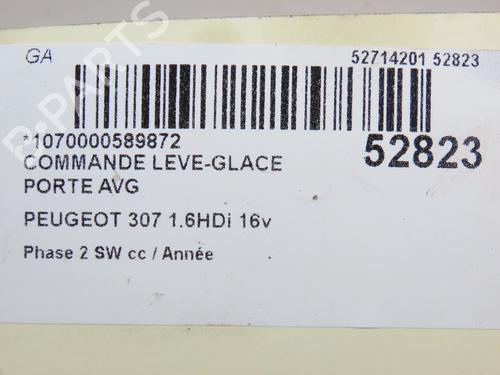 GA
52714201 52823
*1070000589872
52823
COMMANDE LEVE-GLACE
PORTE AVG
PEUGEOT 307 1.6HDi 16v
Phase 2 SW cc / Année
B-PARTS